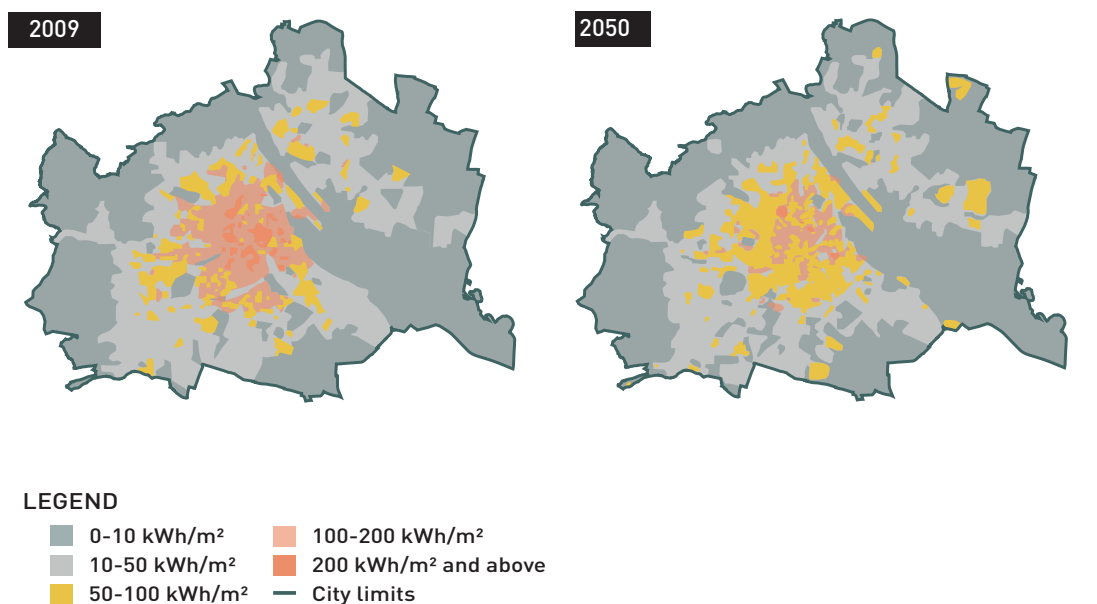 2009
2050
LEGEND
0-10 kWh/m²
10-50 kWh/m²
50-100 kWh/m²
100-200 kWh/m²
200 kWh/m² and above
City limits